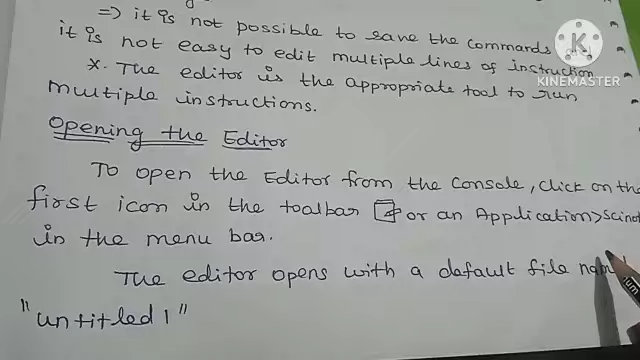 => it is not possible to save the commands and
it is not easy to edit multiple lines of instruction
*. The editor is the appropriate tool to run
multiple instructions.
Opening the Editor
To open the Editor from the console, click on the
first icon in the toolbar or an Application>scinot
in the menu bar.
The editor opens with a default file named
"untitled 1"
KINEMASTER